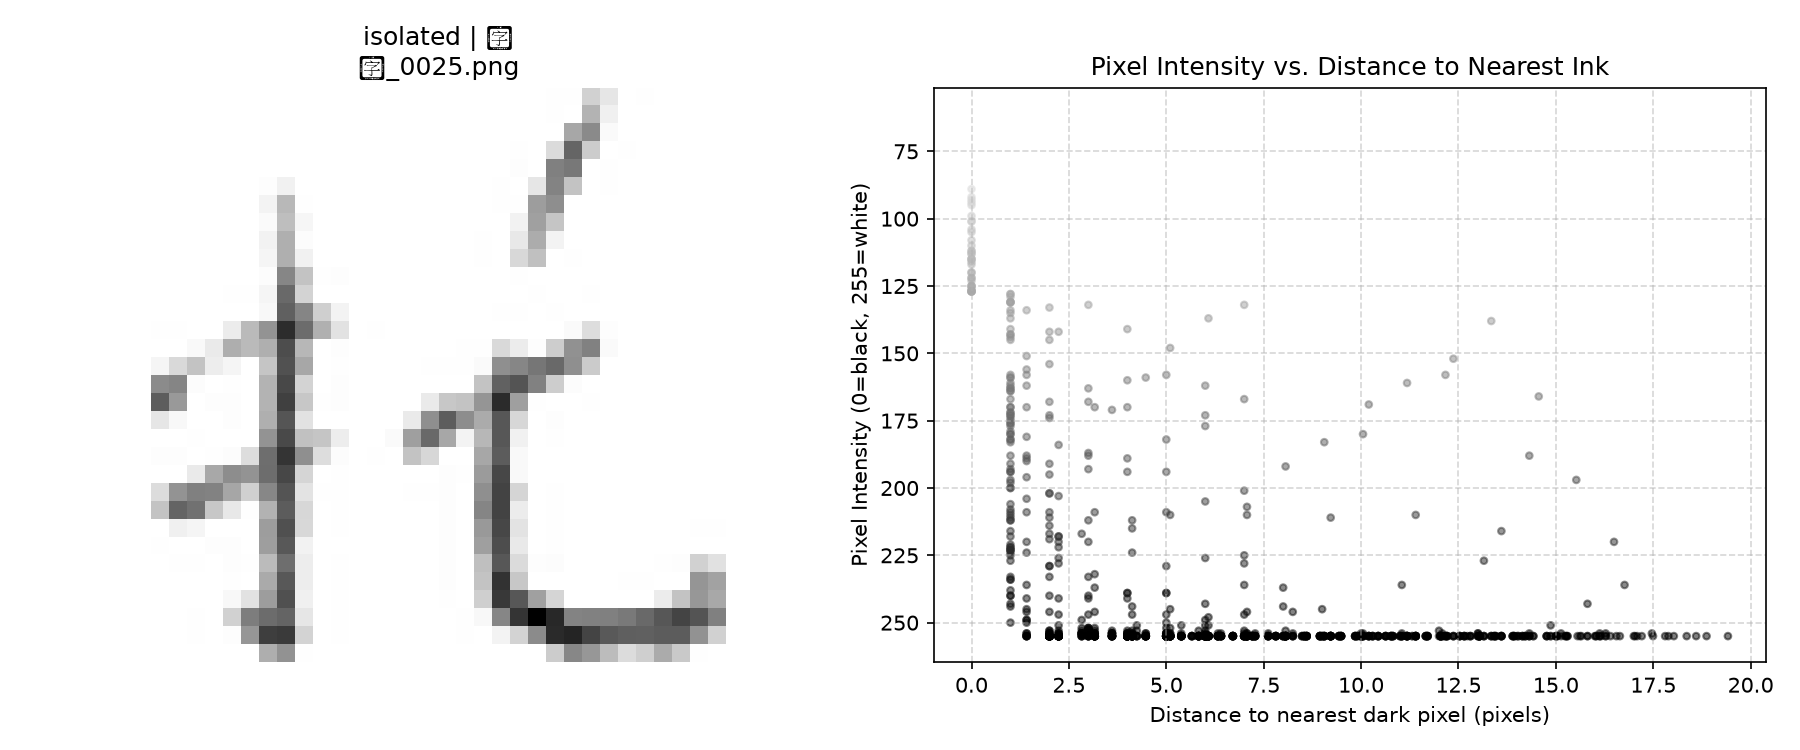 isolated |
_0025.png
托
Pixel Intensity vs. Distance to Nearest Ink
Pixel Intensity (0=black, 255=white)
75
100
125
150
175
200
225
250
0.0 2.5 5.0 7.5 10.0 12.5 15.0 17.5 20.0
Distance to nearest dark pixel (pixels)